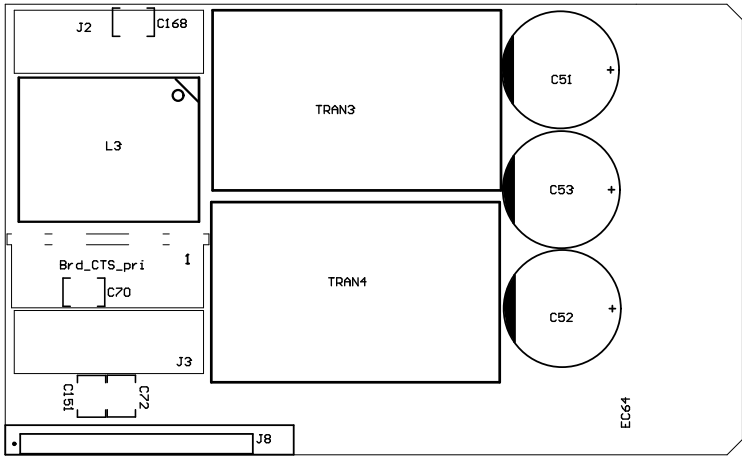 J2
C168
TRAN3
C51
+
L3
C53
+
Brd_CTS_pri
1
C70
TRAN4
C52
+
J3
C151
C72
EC64
J8